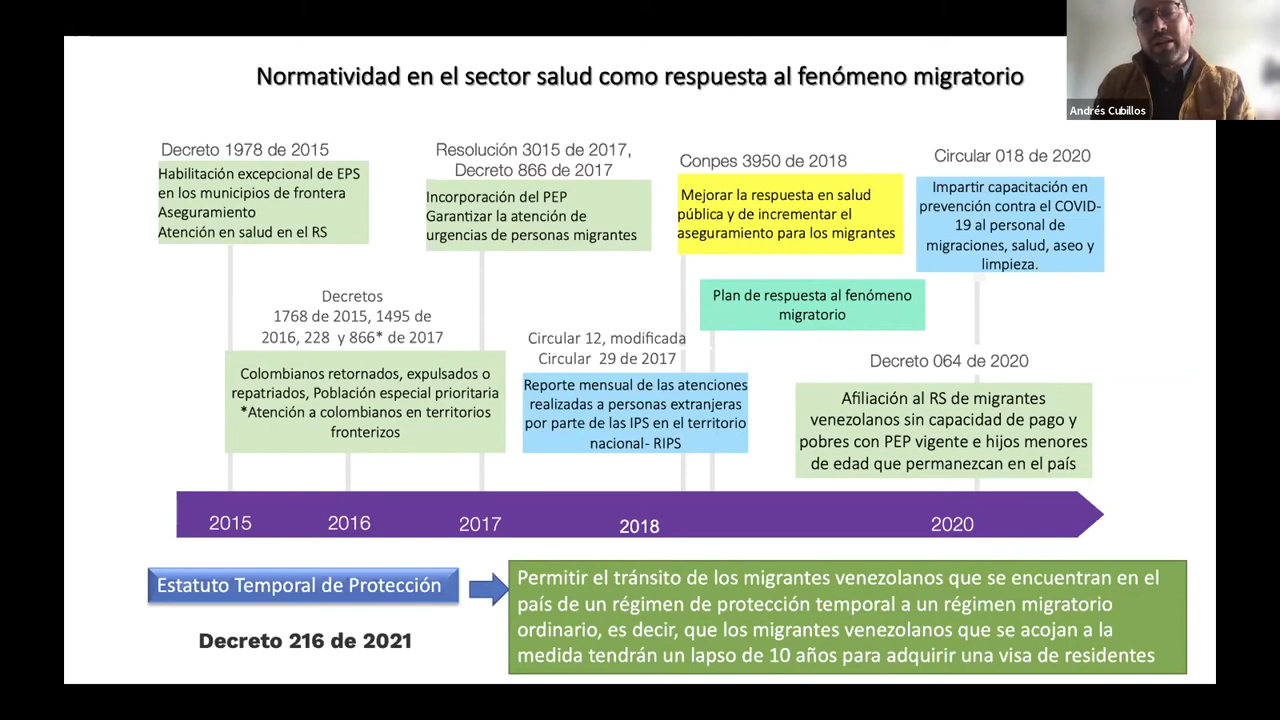 Normatividad en el sector salud como respuesta al fenómeno migratorio
Andrés Cubillos
Decreto 1978 de 2015
Habilitación excepcional de EPS
en los municipios de frontera
Aseguramiento
Atención en salud en el RS
Resolución 3015 de 2017,
Decreto 866 de 2017
Incorporación del PEP
Garantizar la atención de
urgencias de personas migrantes
Conpes 3950 de 2018
Mejorar la respuesta en salud
pública y de incrementar el
aseguramiento para los migrantes
Circular 018 de 2020
Impartir capacitación en
prevención contra el COVID-
19 al personal de
migraciones, salud, aseo y
limpieza.
Decretos
1768 de 2015, 1495 de
2016, 228 y 866* de 2017
Colombianos retornados, expulsados o
repatriados, Población especial prioritaria
*Atención a colombianos en territorios
fronterizos
Circular 12, modificada
Circular 29 de 2017
Reporte mensual de las atenciones
realizadas a personas extranjeras
por parte de las IPS en el territorio
nacional- RIPS
Plan de respuesta al fenómeno
migratorio
Decreto 064 de 2020
Afiliación al RS de migrantes
venezolanos sin capacidad de pago y
pobres con PEP vigente e hijos menores
de edad que permanezcan en el país
2015
2016
2017
2018
2020
Estatuto Temporal de Protección
Decreto 216 de 2021
Permitir el tránsito de los migrantes venezolanos que se encuentran en el
país de un régimen de protección temporal a un régimen migratorio
ordinario, es decir, que los migrantes venezolanos que se acojan a la
medida tendrán un lapso de 10 años para adquirir una visa de residentes